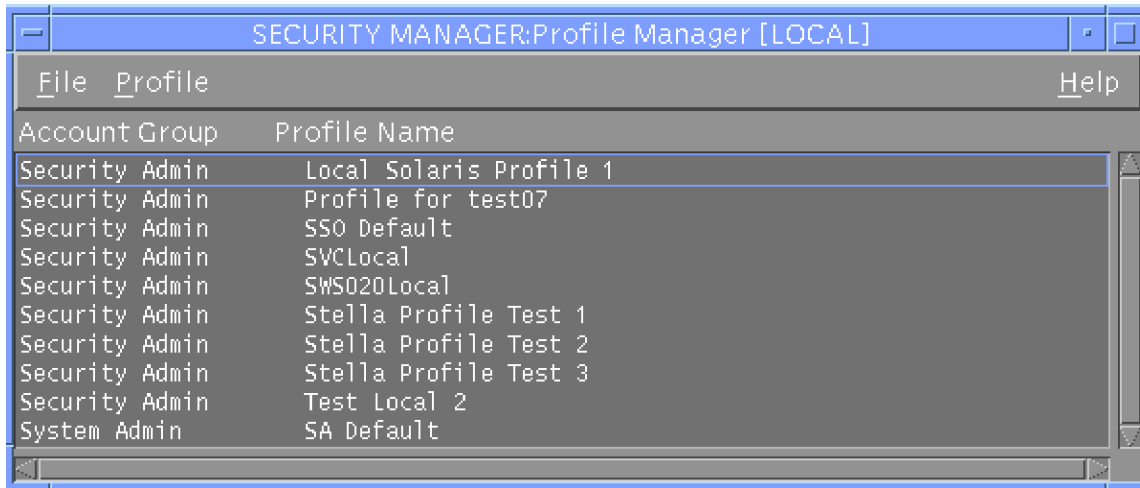 SECURITY MANAGER:Profile Manager [LOCAL]
File Profile Help
Account Group Profile Name
Security Admin Local Solaris Profile 1
Security Admin Profile for test07
Security Admin SSO Default
Security Admin SVCLocal
Security Admin SWS020Local
Security Admin Stella Profile Test 1
Security Admin Stella Profile Test 2
Security Admin Stella Profile Test 3
Security Admin Test Local 2
System Admin SA Default